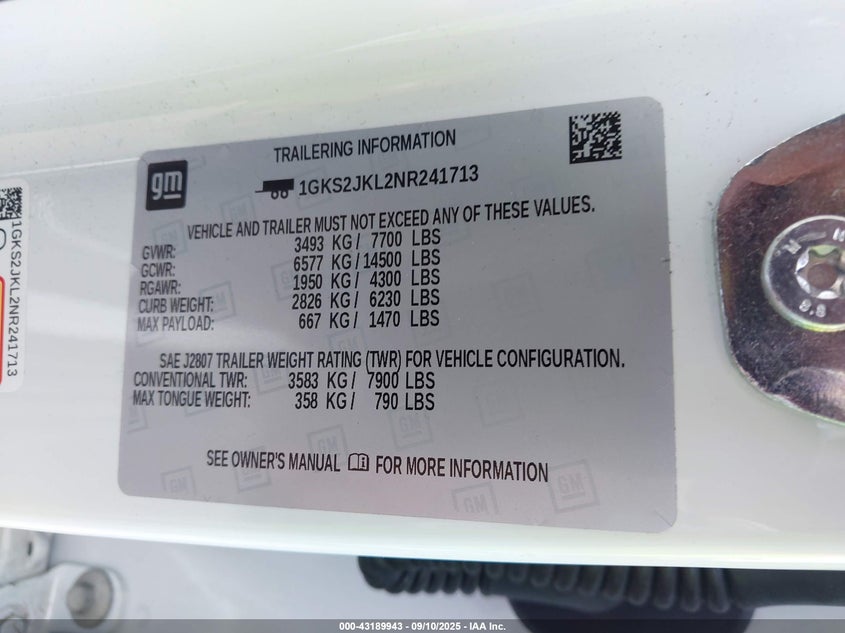 gm
TRAILERING INFORMATION
1GKS2JKL2NR241713
VEHICLE AND TRAILER MUST NOT EXCEED ANY OF THESE VALUES.
GVWR: 3493 KG / 7700 LBS
GCWR: 6577 KG / 14500 LBS
RGAWR: 1950 KG / 4300 LBS
CURB WEIGHT: 2826 KG / 6230 LBS
MAX PAYLOAD: 667 KG / 1470 LBS
SAE J2807 TRAILER WEIGHT RATING (TWR) FOR VEHICLE CONFIGURATION.
CONVENTIONAL TWR: 3583 KG / 7900 LBS
MAX TONGUE WEIGHT: 358 KG / 790 LBS
SEE OWNER'S MANUAL FOR MORE INFORMATION
1GKS2JKL2NR241713
8.8
000-43189943 - 09/10/2025 - IAA Inc.